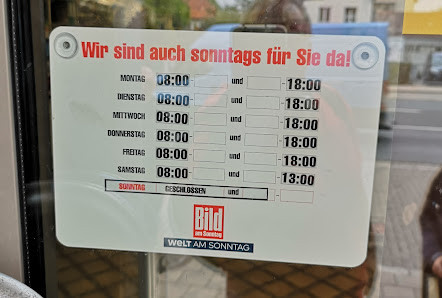 Wir sind auch sonntags für Sie da!
MONTAG 08:00 - und - 18:00
DIENSTAG 08:00 - und - 18:00
MITTWOCH 08:00 - und - 18:00
DONNERSTAG 08:00 - und - 18:00
FREITAG 08:00 - und - 18:00
SAMSTAG 08:00 - und - 13:00
SONNTAG GESCHLOSSEN und -
Bild
am Sonntag
WELT AM SONNTAG